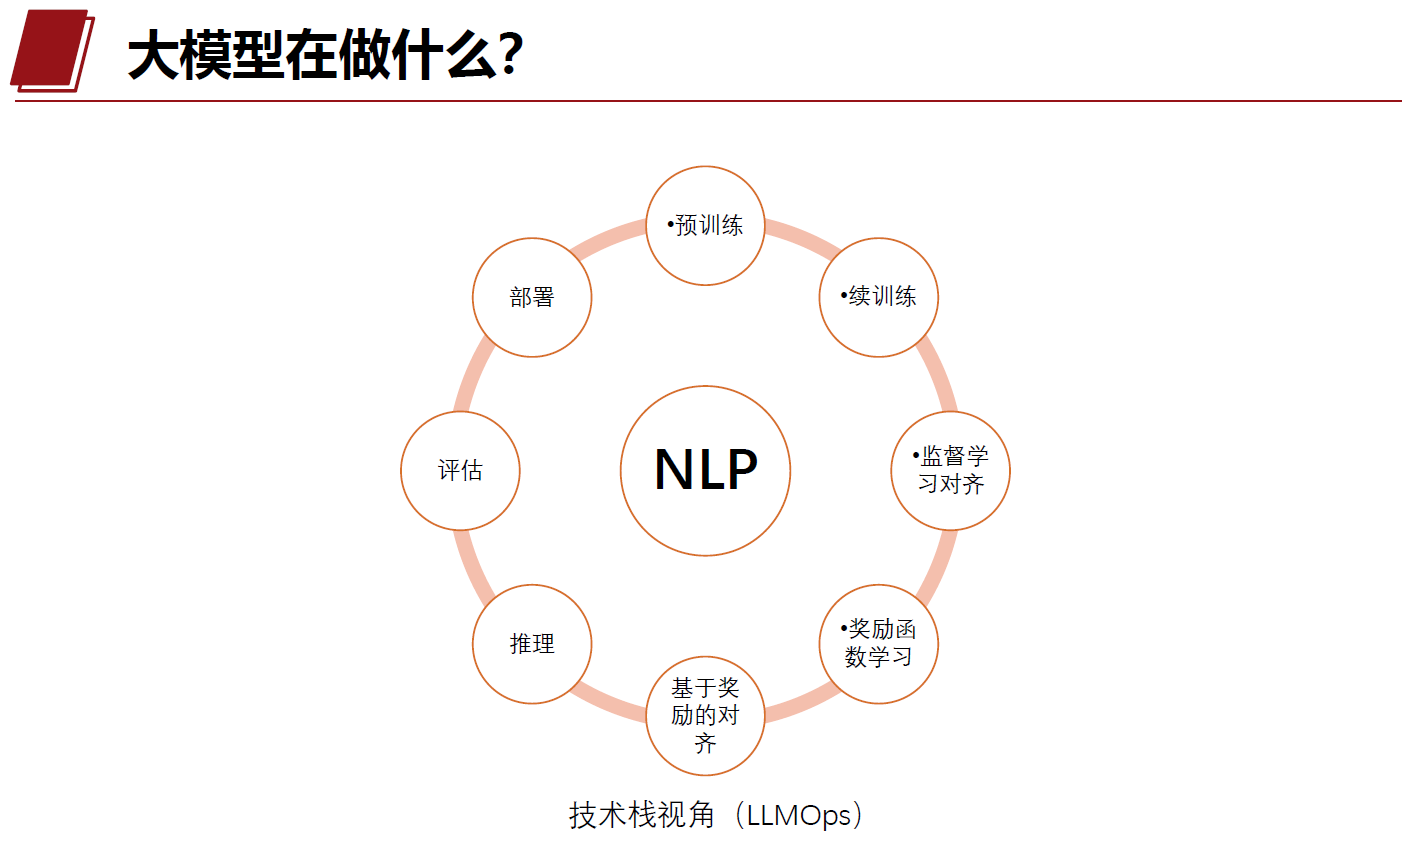 大模型在做什么？
•预训练
•续训练
•监督学
习对齐
•奖励函
数学习
基于奖
励的对
齐
推理
评估
部署
NLP
技术栈视角（LLMOps）